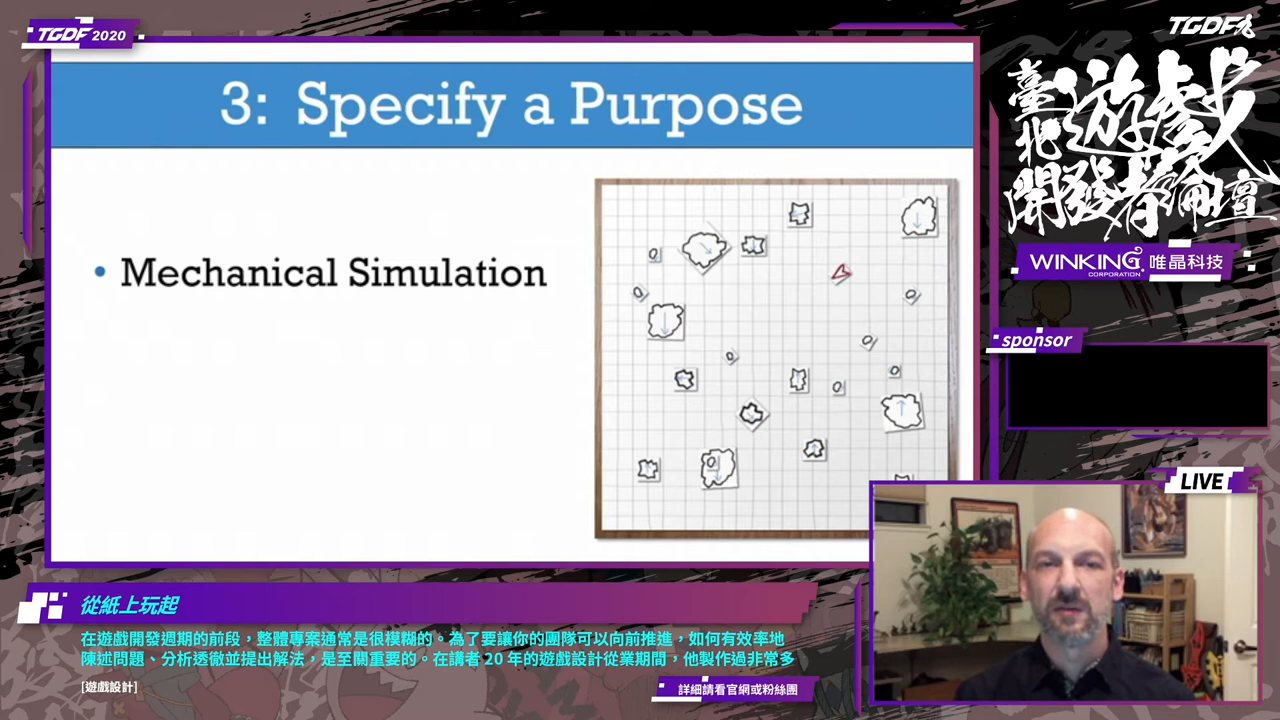 TGDF 2020
TGDF
臺北遊戲開發者論壇
3: Specify a Purpose
WINKING 唯晶科技
CORPORATION
• Mechanical Simulation
sponsor
LIVE
從紙上玩起
在遊戲開發週期的前段，整體專案通常是很模糊的。為了要讓你的團隊可以向前推進，如何有效率地
陳述問題、分析透徹並提出解法，是至關重要的。在講者 20 年的遊戲設計從業期間，他製作過非常多
[遊戲設計]
詳細請看官網或粉絲團